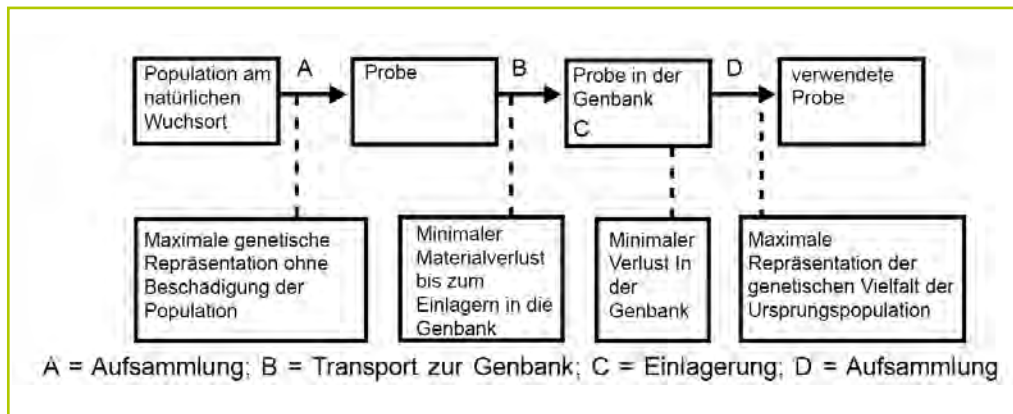 Population am
natürlichen
Wuchsort
A
Probe
B
Probe in der
Genbank
C
D
verwendete
Probe
Maximale genetische
Repräsentation ohne
Beschädigung der
Population
Minimaler
Materialverlust
bis zum
Einlagern in die
Genbank
Minimaler
Verlust In
der
Genbank
Maximale
Repräsentation der
genetischen Vielfalt der
Ursprungspopulation
A = Aufsammlung; B = Transport zur Genbank; C = Einlagerung; D = Aufsammlung